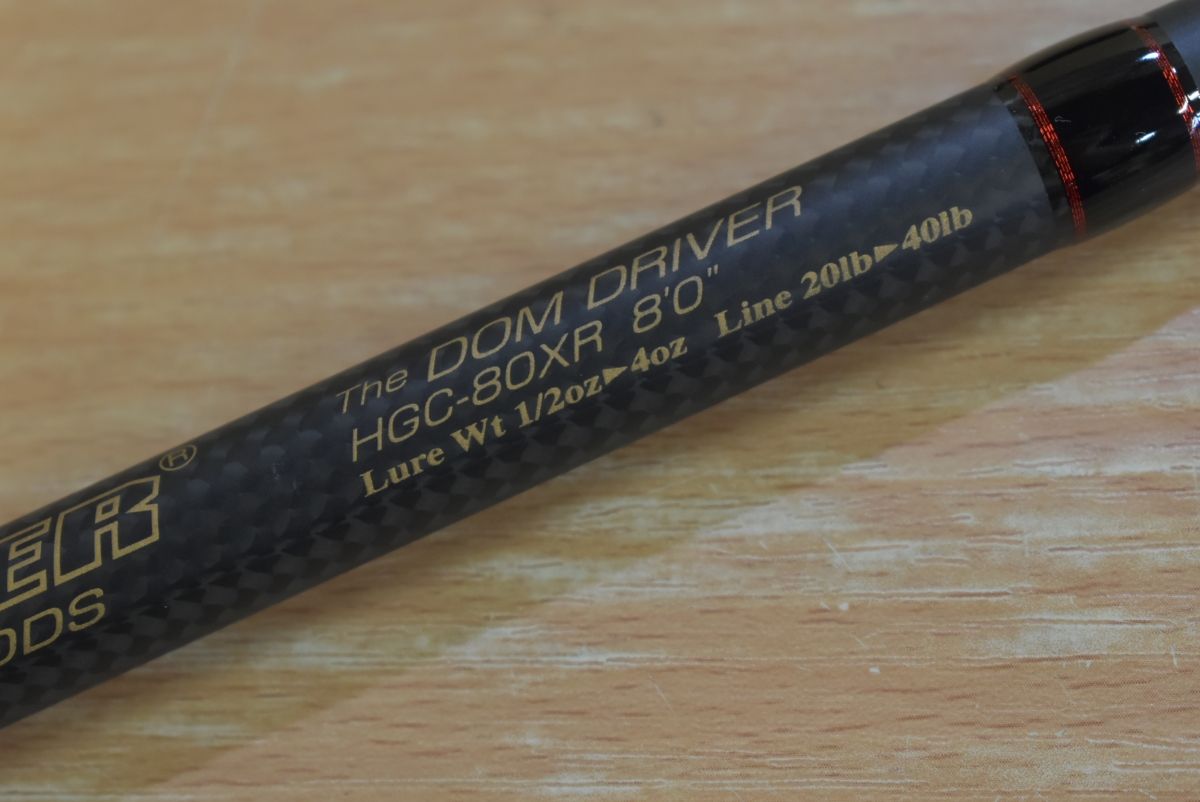 The DOM DRIVER
HGC-80XR 8'0"
Lure Wt 1/2oz▶4oz Line 20lb▶40lb
®